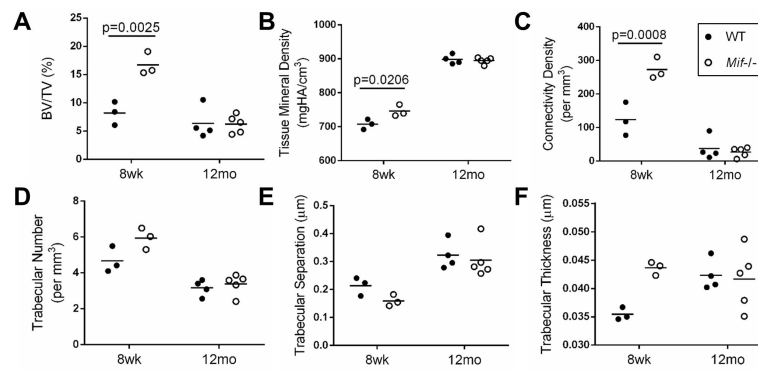 A
p=0.0025
BV/TV (%)
25
20
15
10
5
0
8wk
12mo
B
p=0.0206
Tissue Mineral Density
(mgHA/cm³)
1000
900
800
700
600
8wk
12mo
C
p=0.0008
Connectivity Density
(per mm³)
400
300
200
100
0
8wk
12mo
WT
Mif-/-
D
Trabecular Number
(per mm³)
8
6
4
2
0
8wk
12mo
E
Trabecular Separation (μm)
0.5
0.4
0.3
0.2
0.1
0.0
8wk
12mo
F
Trabecular Thickness (μm)
0.055
0.050
0.045
0.040
0.035
0.030
8wk
12mo